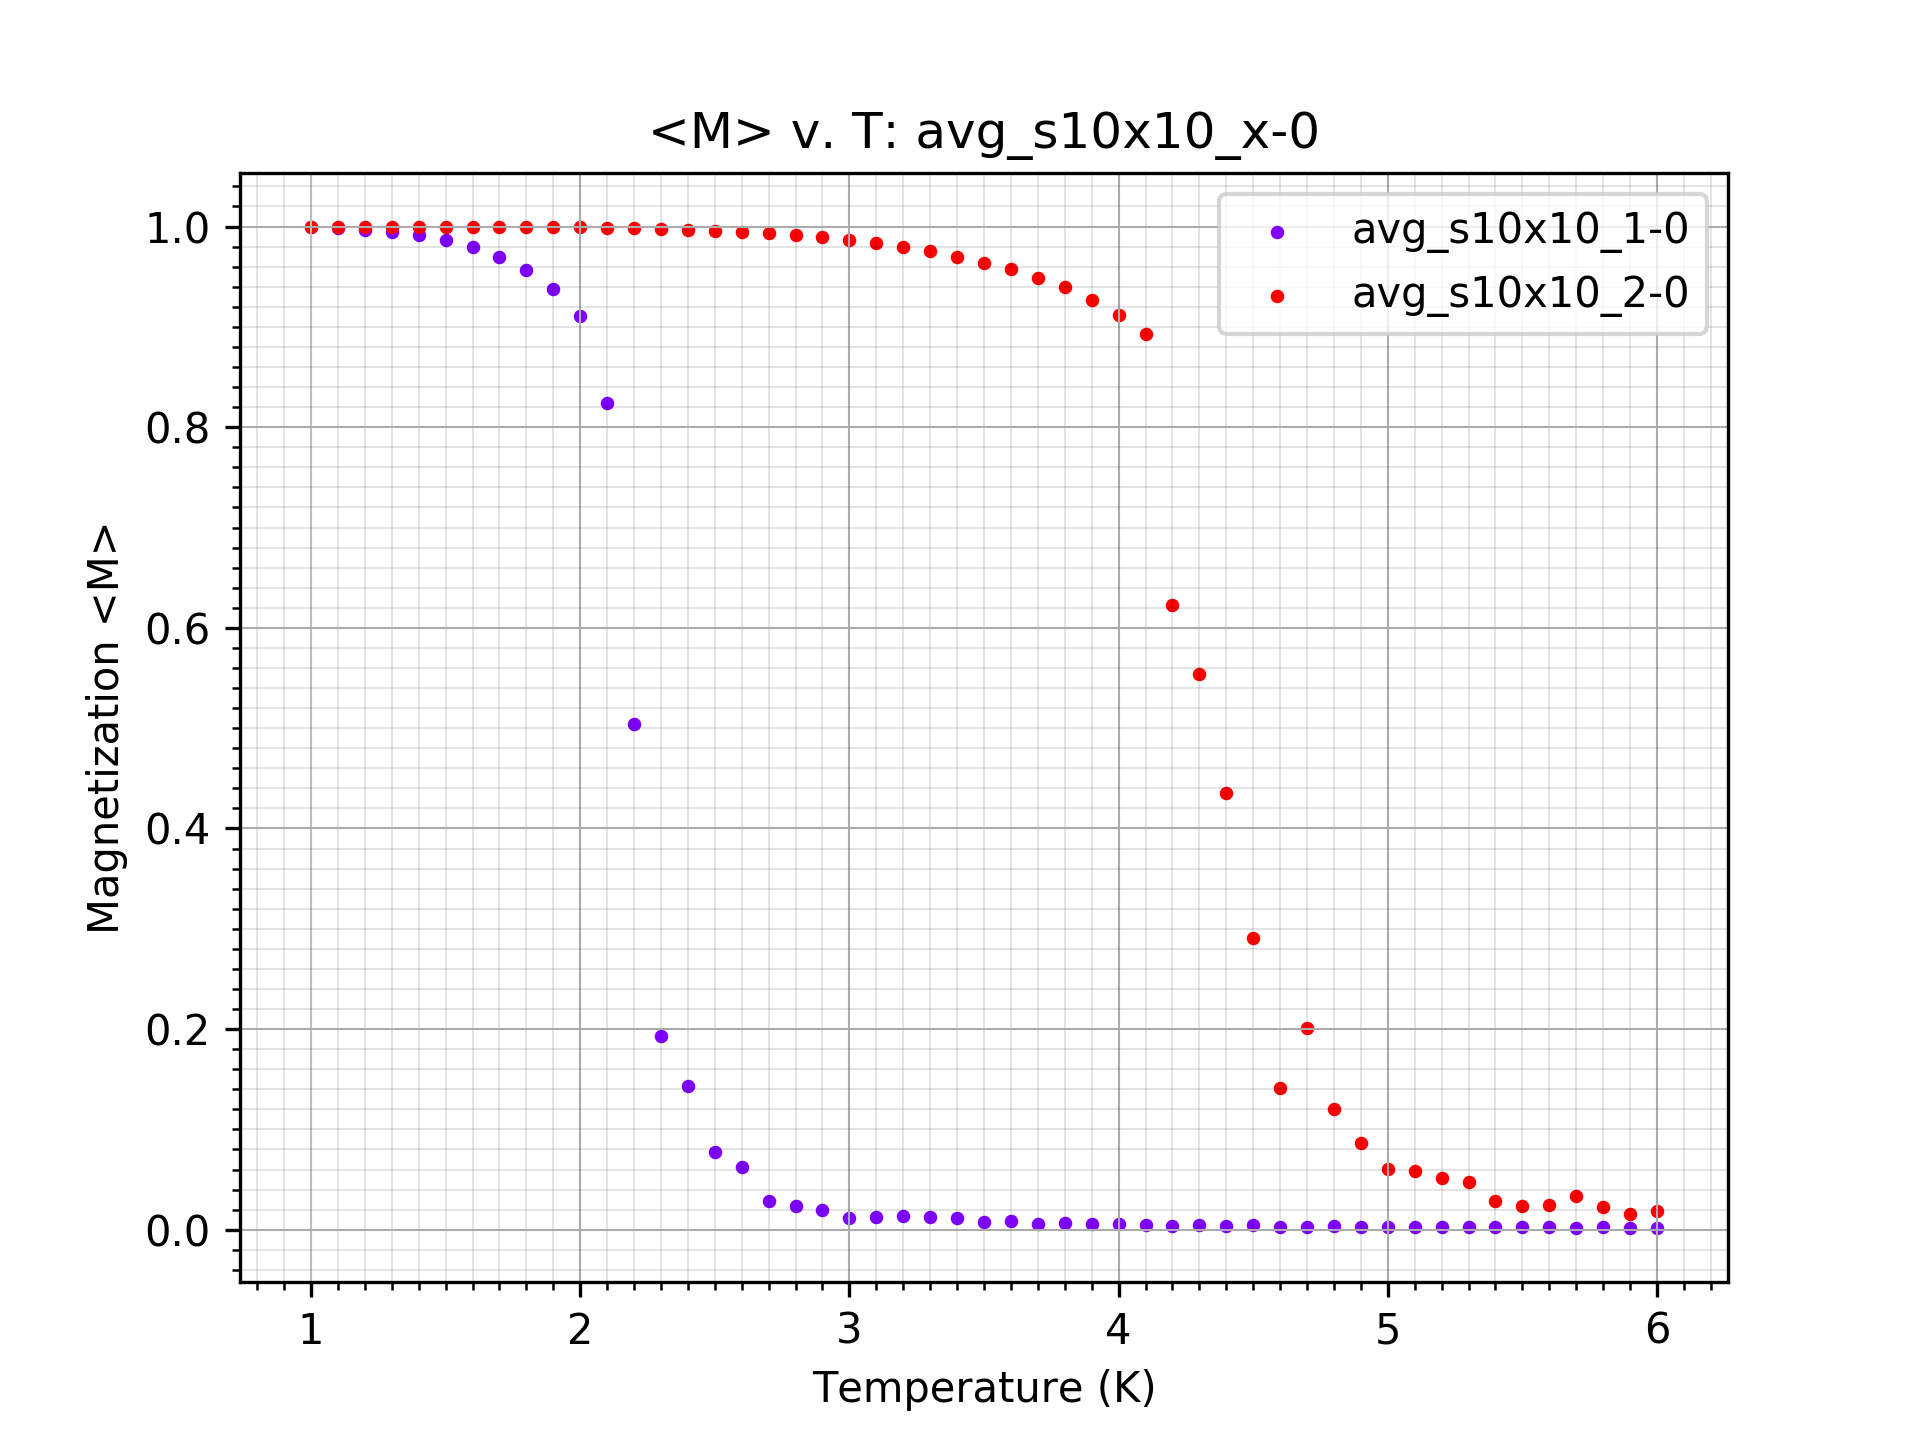 <M> v. T: avg_s10x10_x-0
avg_s10x10_1-0
avg_s10x10_2-0
1.0
0.8
0.6
0.4
0.2
0.0
Magnetization <M>
1 2 3 4 5 6
Temperature (K)